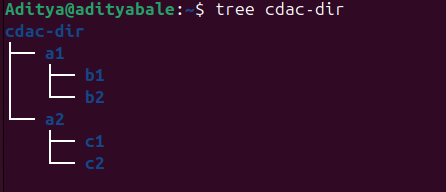 Aditya@adityabale:~$ tree cdac-dir
cdac-dir
├── a1
│   ├── b1
│   └── b2
└── a2
    ├── c1
    └── c2